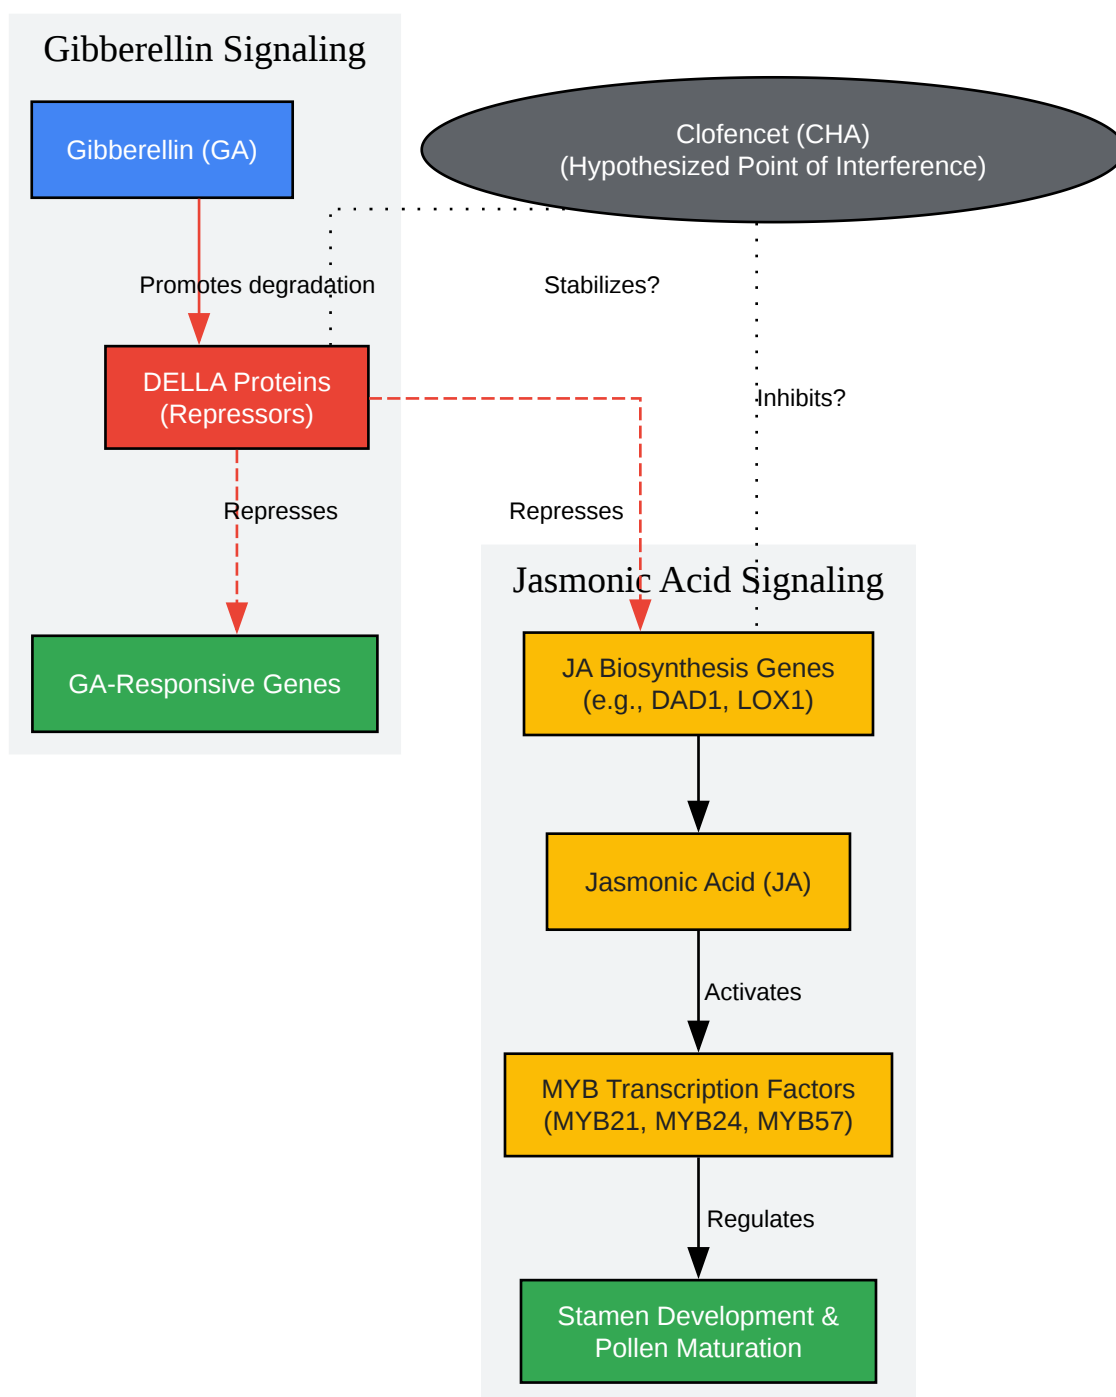 Gibberellin Signaling
Gibberellin (GA)
Clofencet (CHA)
(Hypothesized Point of Interference)
Promotes degradation
Stabilizes?
DELLA Proteins
(Repressors)
Inhibits?
Represses
Represses
Jasmonic Acid Signaling
GA-Responsive Genes
JA Biosynthesis Genes
(e.g., DAD1, LOX1)
Jasmonic Acid (JA)
Activates
MYB Transcription Factors
(MYB21, MYB24, MYB57)
Regulates
Stamen Development &
Pollen Maturation